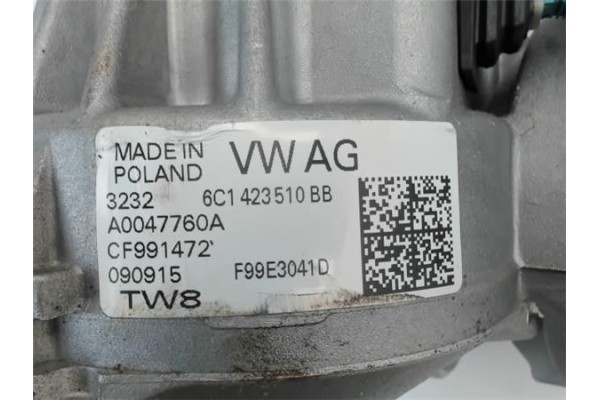 MADE IN POLAND VW AG
3232 6C1 423 510 BB
A0047760A
CF991472
090915 F99E3041D
TW8